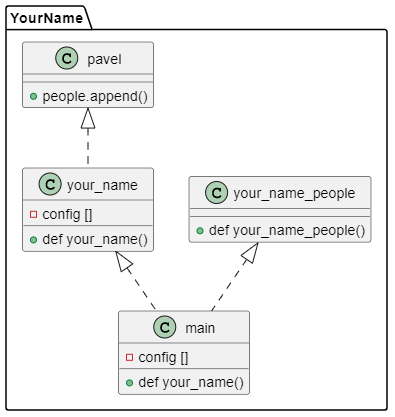 YourName
C pavel
people.append()
C your_name
config []
def your_name()
C your_name_people
def your_name_people()
C main
config []
def your_name()